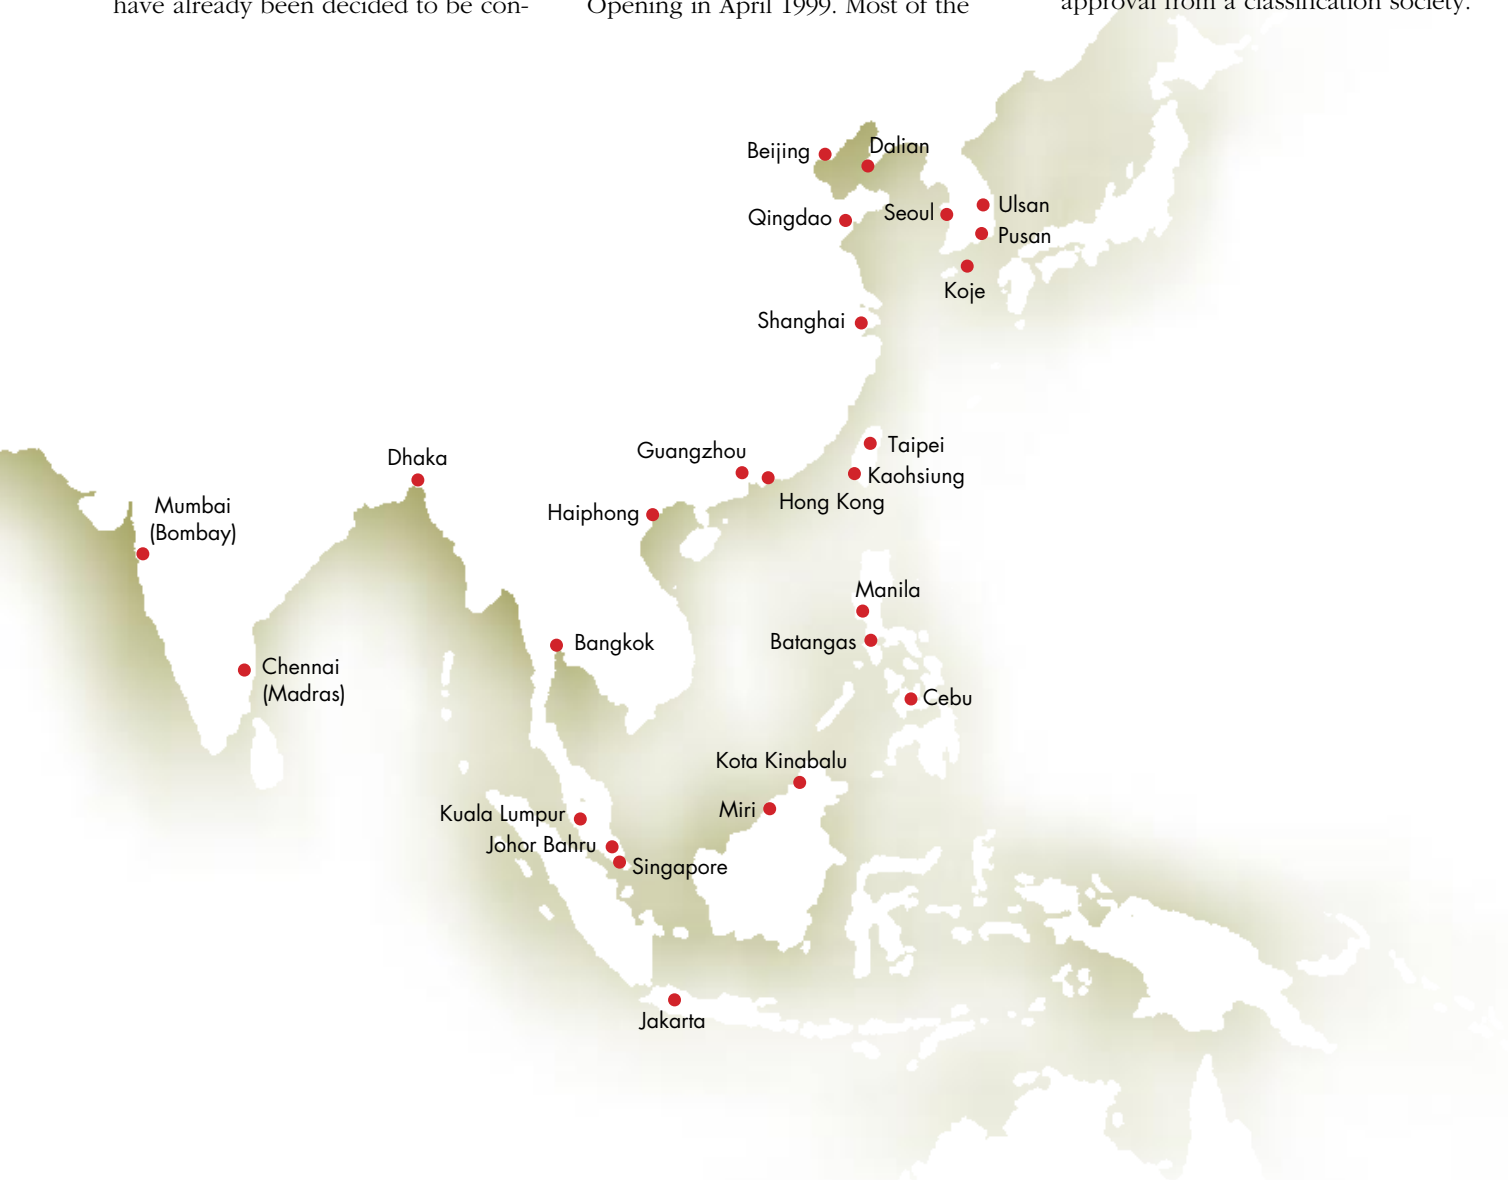 have already been decided to be con-
Opening in April 1999. Most of the
approval from a classification society.
Beijing
Dalian
Qingdao
Seoul
Ulsan
Pusan
Koje
Shanghai
Taipei
Kaohsiung
Guangzhou
Hong Kong
Dhaka
Haiphong
Mumbai
(Bombay)
Manila
Batangas
Bangkok
Chennai
(Madras)
Cebu
Kota Kinabalu
Miri
Kuala Lumpur
Johor Bahru
Singapore
Jakarta